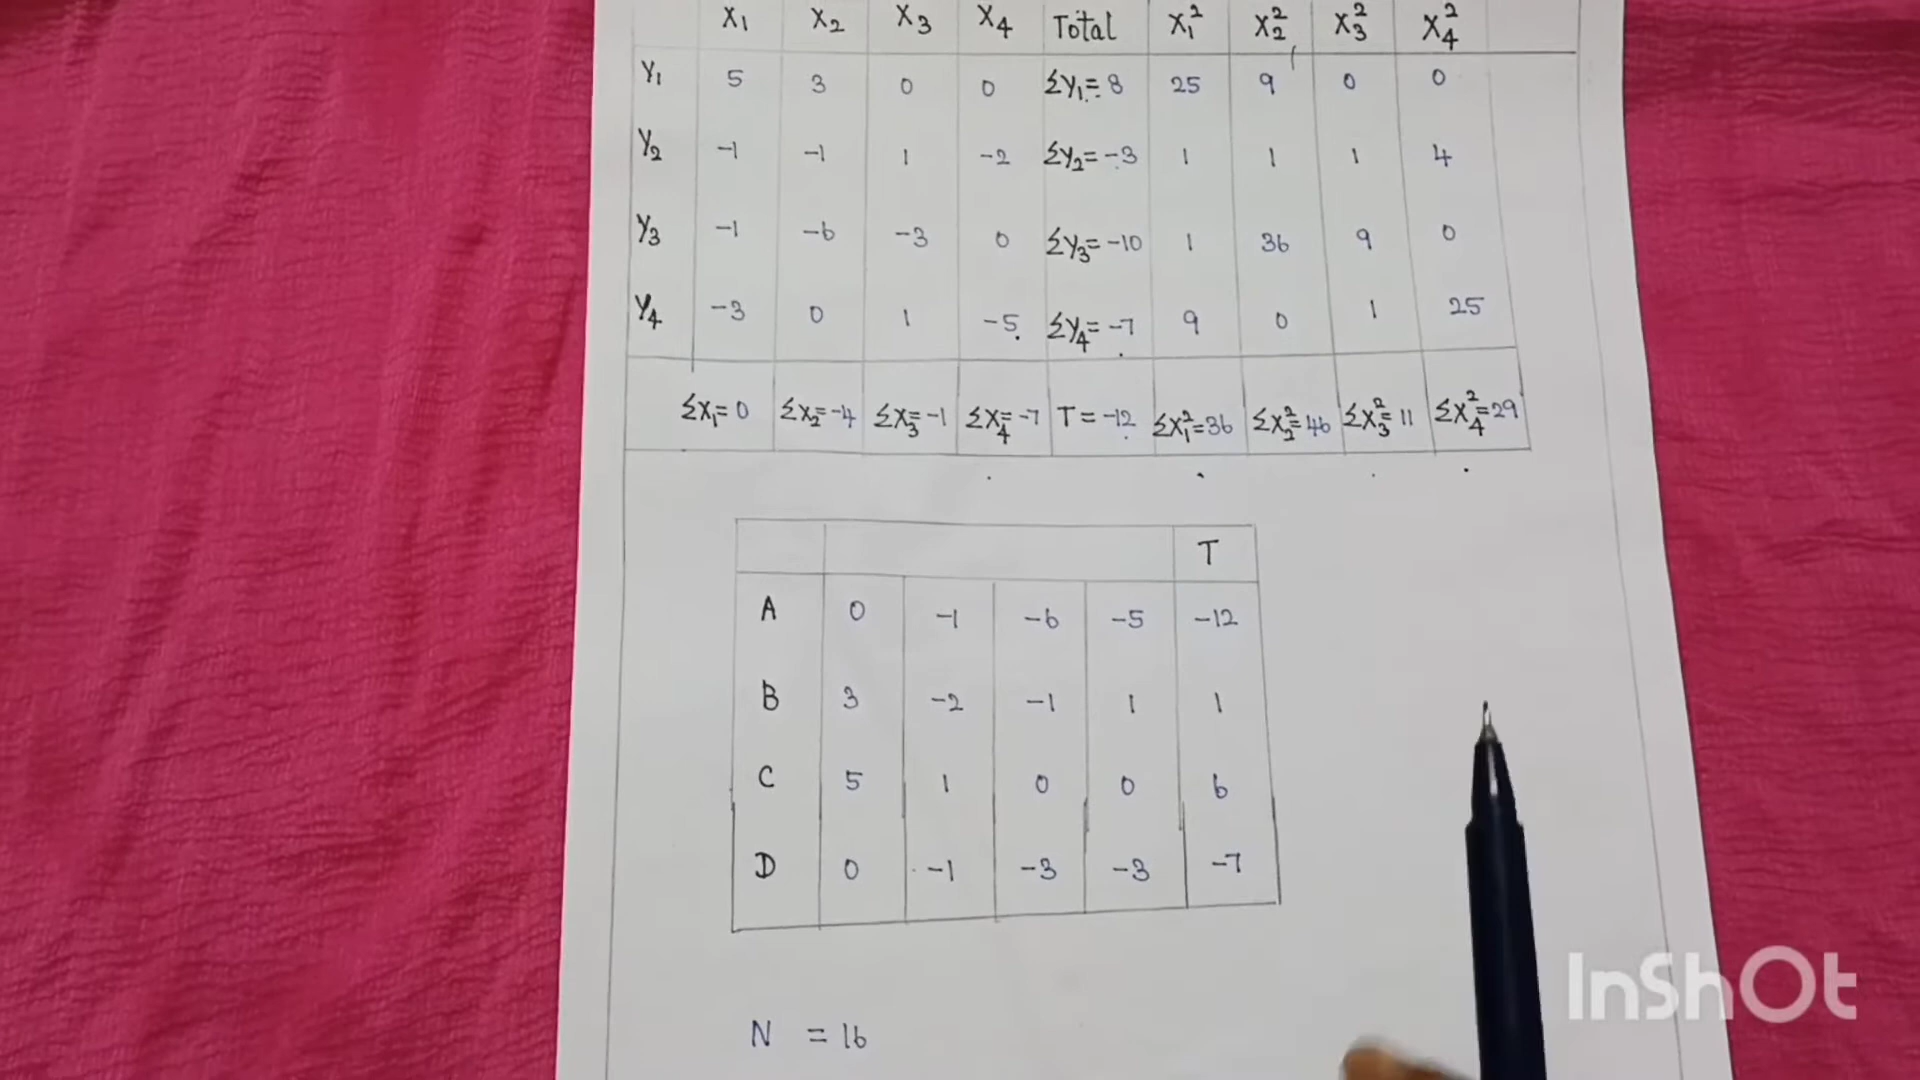 X₁ X₂ X₃ X₄ Total X₁² X₂² X₃² X₄²
Y₁ 5 3 0 0 ΣY₁= 8 25 9 0 0
Y₂ -1 -1 1 -2 ΣY₂= -3 1 1 1 4
Y₃ -1 -6 -3 0 ΣY₃= -10 1 36 9 0
Y₄ -3 0 1 -5 ΣY₄= -7 9 0 1 25
ΣX₁= 0 ΣX₂= -4 ΣX₃= -1 ΣX₄= -7 T = -12 ΣX₁²= 36 ΣX₂²= 46 ΣX₃²= 11 ΣX₄²= 29
T
A 0 -1 -6 -5 -12
B 3 -2 -1 1 1
C 5 1 0 0 6
D 0 -1 -3 -3 -7
N = 16
InShOt